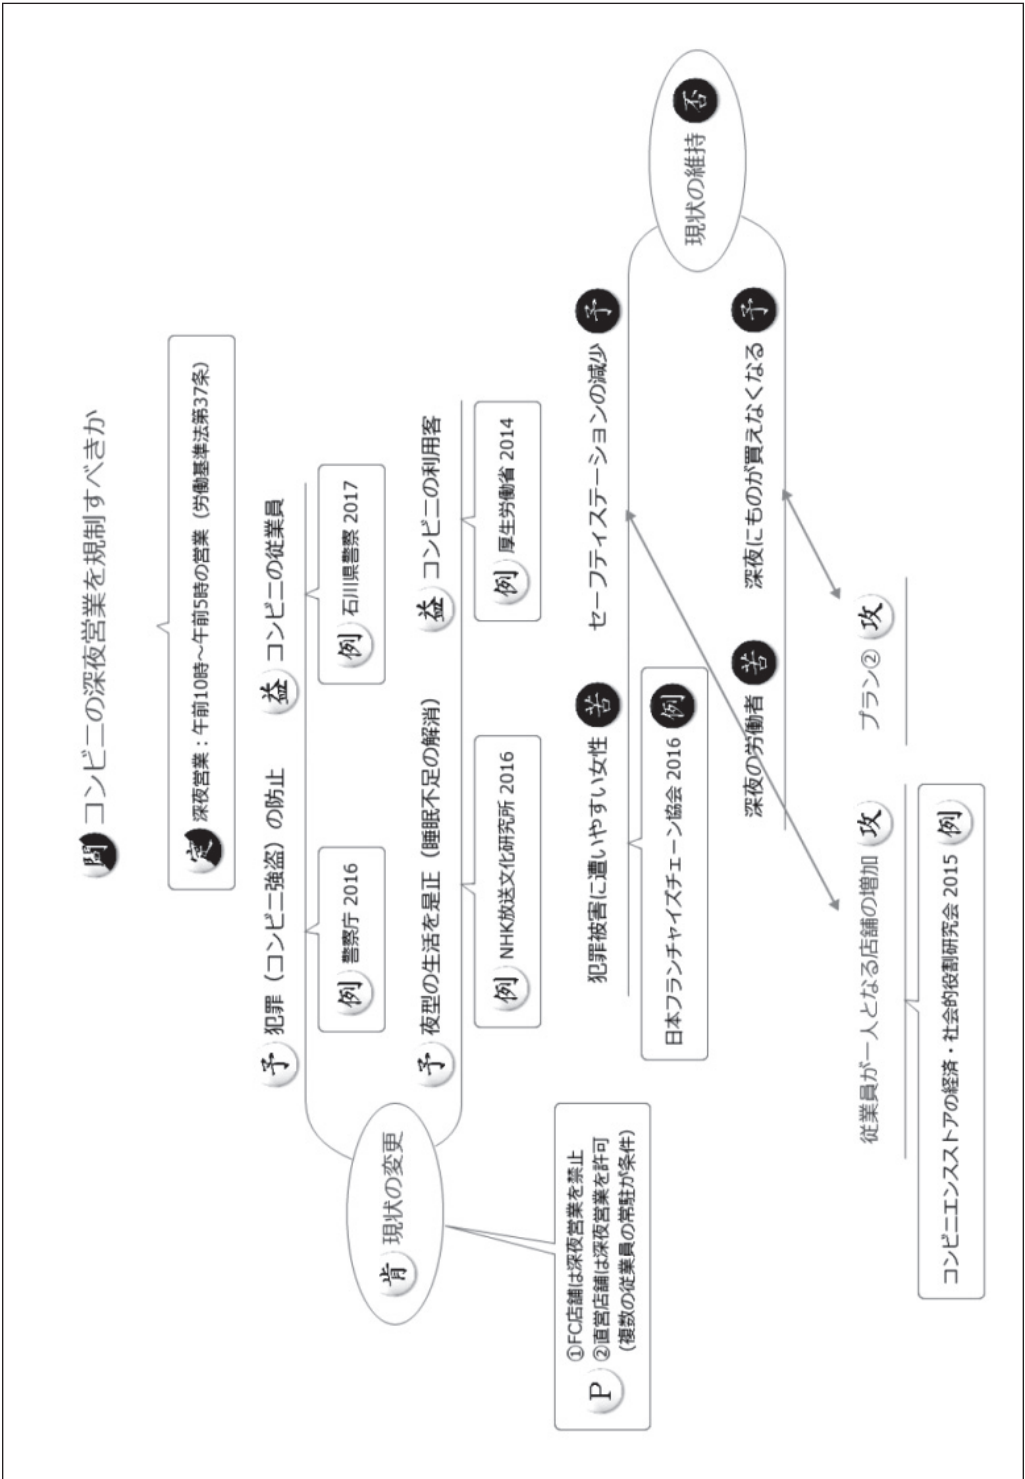 問 コンビニの深夜営業を規制すべきか
定 深夜営業：午前10時～午前5時の営業（労働基準法第37条）
肯 現状の変更
P ①FC店舗は深夜営業を禁止
②直営店舗は深夜営業を許可
（複数の従業員の常駐が条件）
予 犯罪（コンビニ強盗）の防止
益 コンビニの従業員
例 警察庁 2016
例 石川県警察 2017
予 夜型の生活を是正（睡眠不足の解消）
益 コンビニの利用客
例 NHK放送文化研究所 2016
例 厚生労働省 2014
犯罪被害に遭いやすい女性 苦
セーフティステーションの減少 予
日本フランチャイズチェーン協会 2016 例
現状の維持 否
深夜の労働者 苦
深夜にものが買えなくなる 予
従業員が一人となる店舗の増加 攻
プラン② 攻
コンビニエンスストアの経済・社会的役割研究会 2015 例